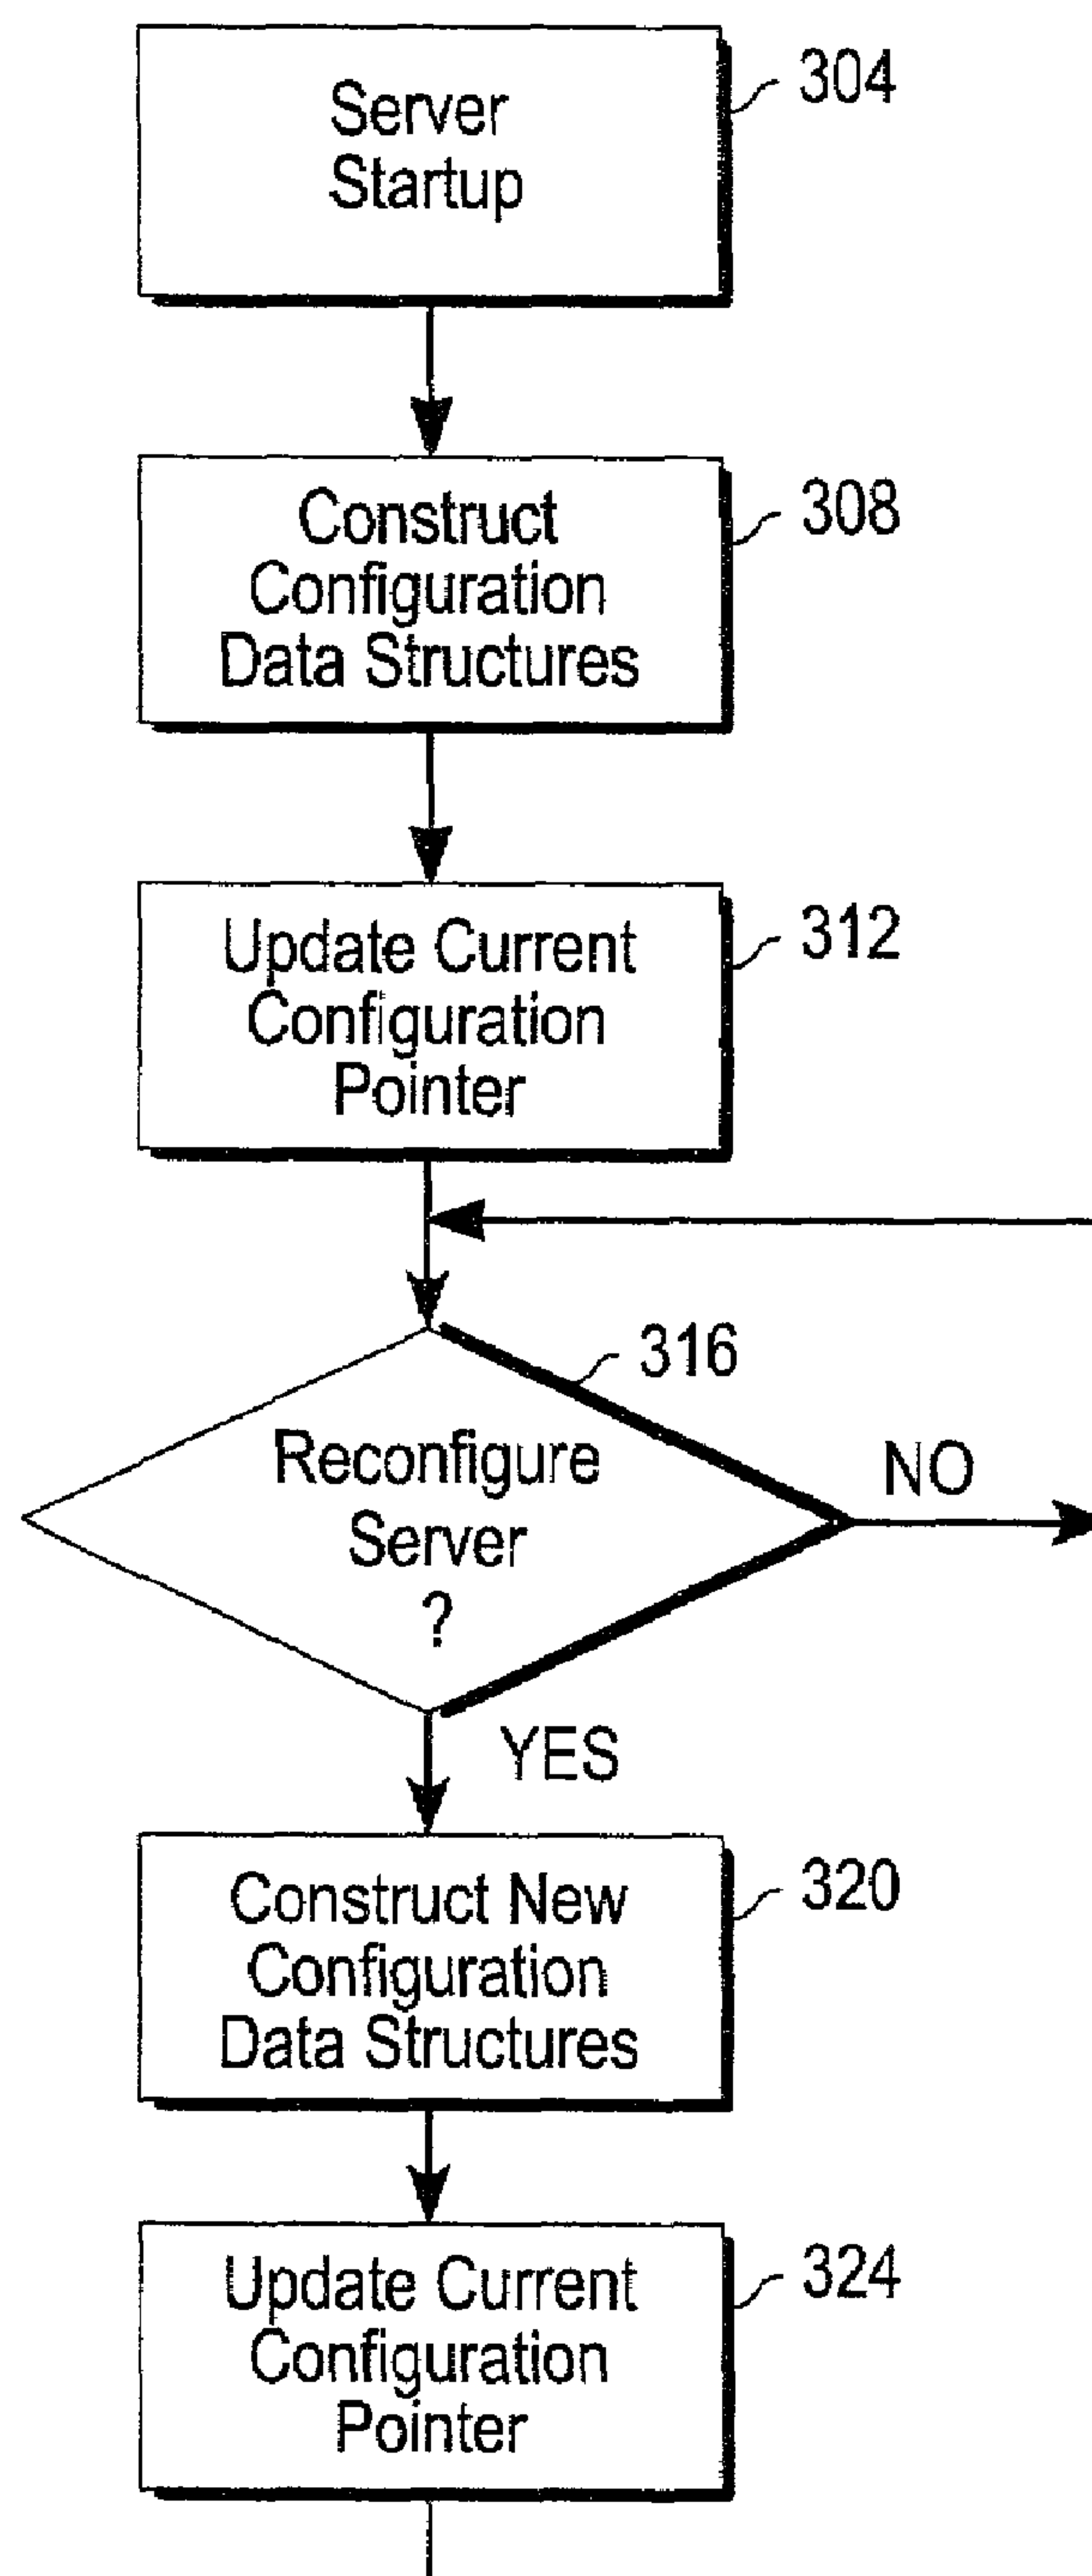 Server
Startup
304
Construct
Configuration
Data Structures
308
Update Current
Configuration
Pointer
312
316
Reconfigure
Server
?
NO
YES
Construct New
Configuration
Data Structures
320
Update Current
Configuration
Pointer
324